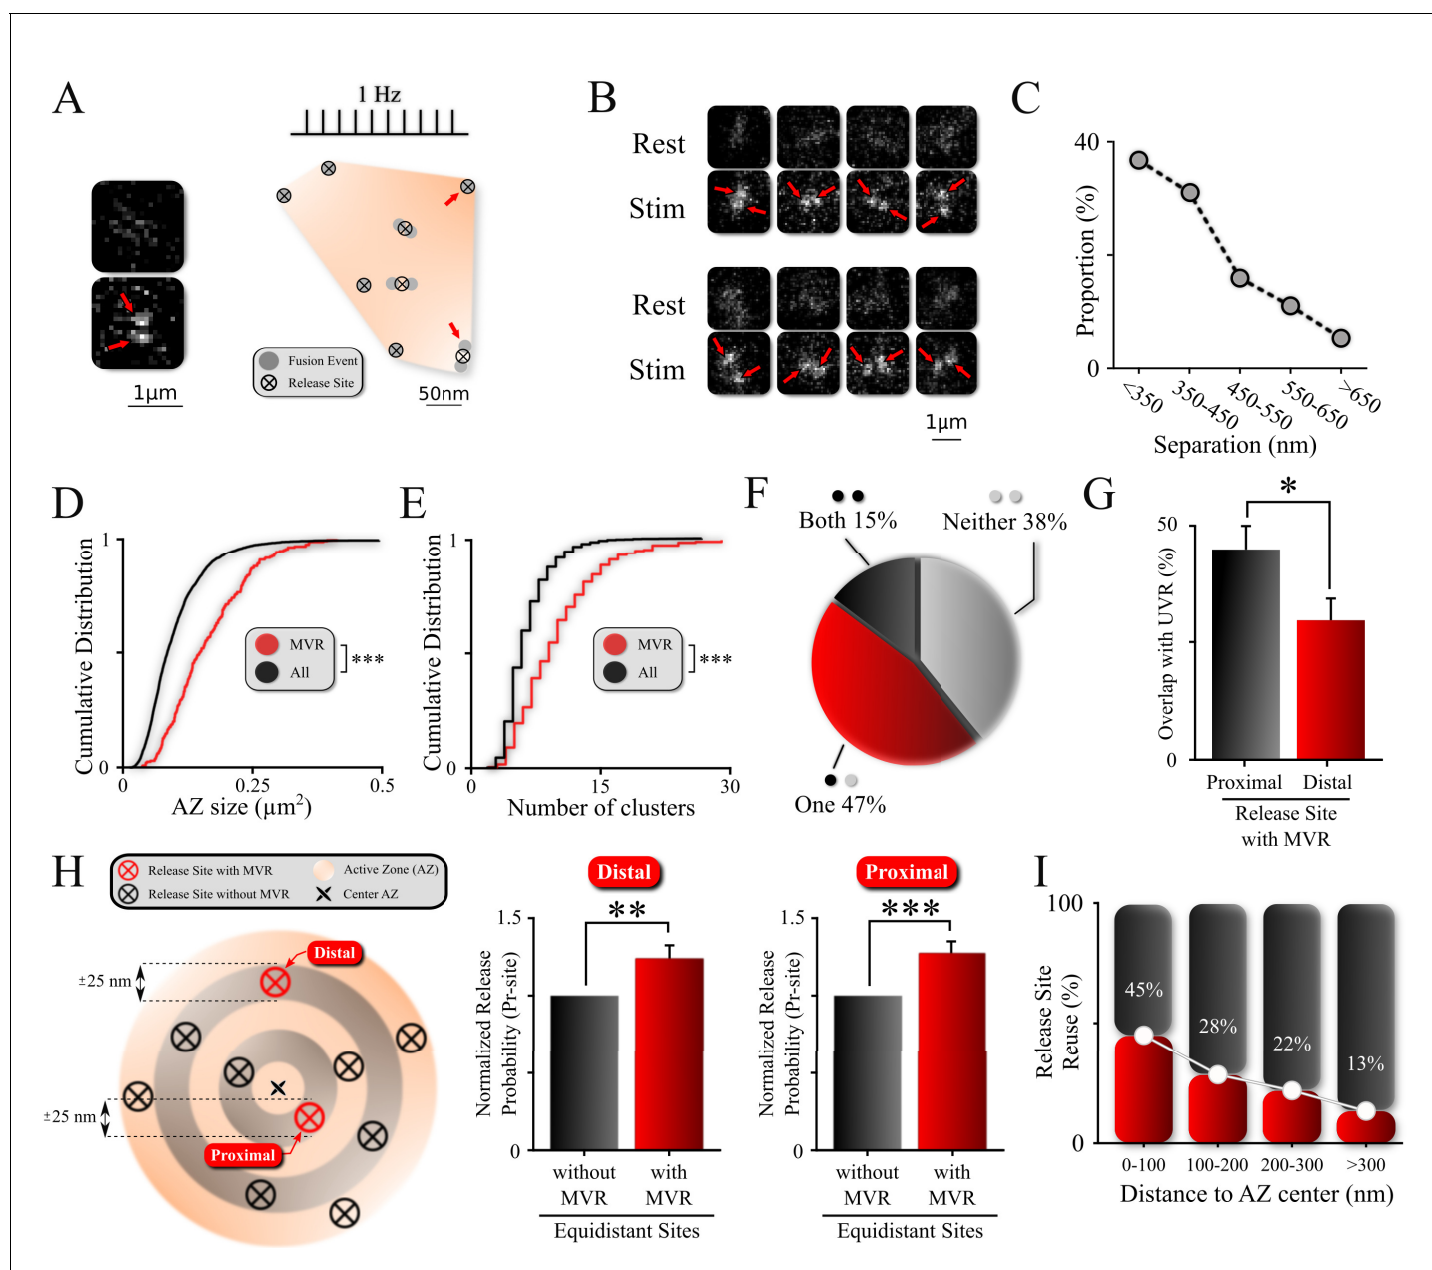 A
1 Hz
Fusion Event
Release Site
1µm
50nm
B
Rest
Stim
Rest
Stim
1µm
C
Proportion (%)
40
0
<350
350-450
450-550
550-650
>650
Separation (nm)
D
Cumulative Distribution
1
0
0
0.25
0.5
AZ size (µm²)
MVR
All
***
E
Cumulative Distribution
1
0
0
15
30
Number of clusters
MVR
All
***
F
Both 15%
Neither 38%
One 47%
G
*
Overlap with UVR (%)
50
0
Proximal
Distal
Release Site
with MVR
H
Release Site with MVR
Active Zone (AZ)
Release Site without MVR
Center AZ
Distal
±25 nm
±25 nm
Proximal
Distal
**
Normalized Release
Probability (Pr-site)
1.5
0
without
MVR
with
MVR
Equidistant Sites
Proximal
***
Normalized Release
Probability (Pr-site)
1.5
0
without
MVR
with
MVR
Equidistant Sites
I
Release Site
Reuse (%)
100
0
45%
28%
22%
13%
0-100
100-200
200-300
>300
Distance to AZ center (nm)